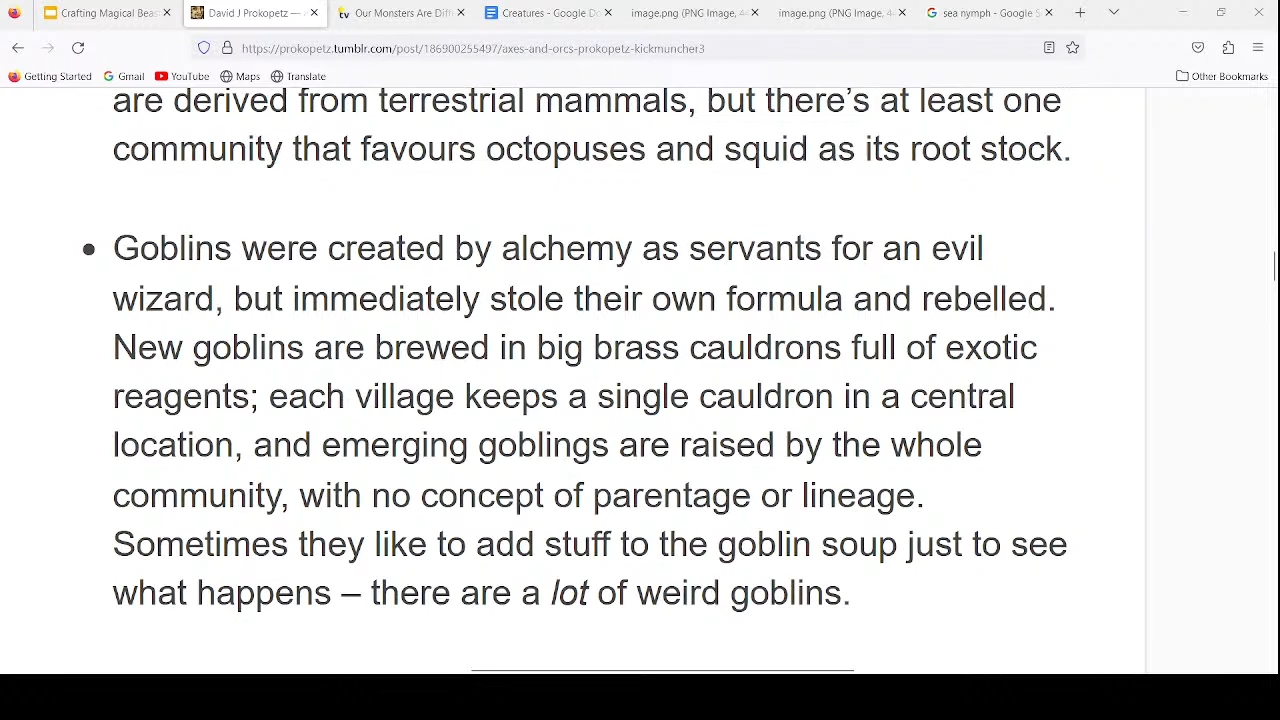 Crafting Magical Beas
David J Prokopetz —
Our Monsters Are Diff
Creatures - Google Do
image.png (PNG Image, 4
image.png (PNG Image, 4
sea nymph - Google S
https://prokopetz.tumblr.com/post/186900255497/axes-and-orcs-prokopetz-kickmuncher3
Getting Started
Gmail
YouTube
Maps
Translate
Other Bookmarks
are derived from terrestrial mammals, but there's at least one
community that favours octopuses and squid as its root stock.
• Goblins were created by alchemy as servants for an evil
wizard, but immediately stole their own formula and rebelled.
New goblins are brewed in big brass cauldrons full of exotic
reagents; each village keeps a single cauldron in a central
location, and emerging goblings are raised by the whole
community, with no concept of parentage or lineage.
Sometimes they like to add stuff to the goblin soup just to see
what happens – there are a lot of weird goblins.